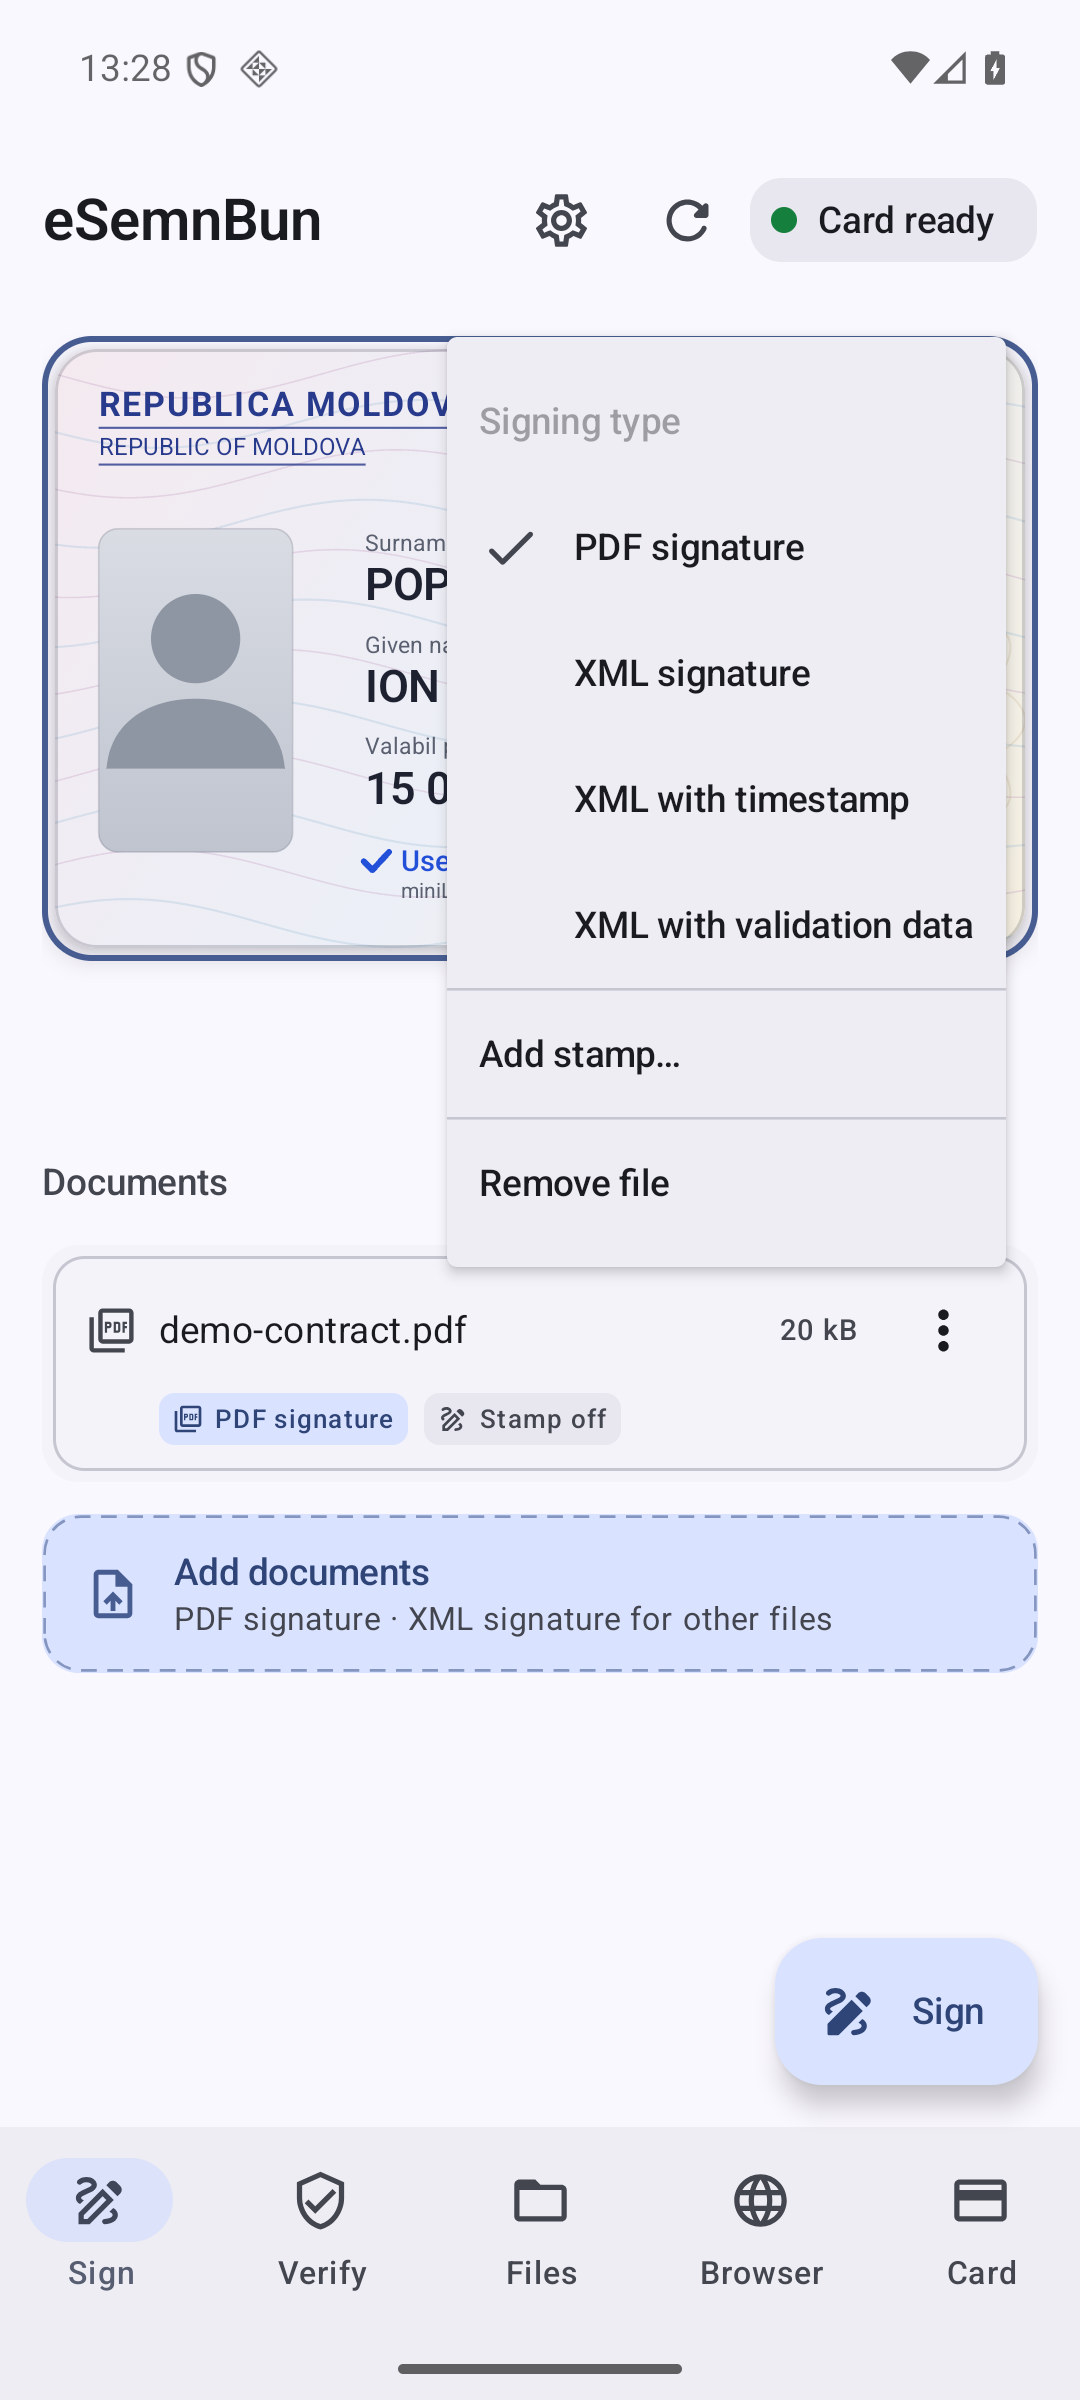 13:28
eSemnBun
Card ready
REPUBLICA MOLDOV
REPUBLIC OF MOLDOVA
Surnam
POP
Given na
ION
Valabil
15 0
Use
mini
Signing type
PDF signature
XML signature
XML with timestamp
XML with validation data
Add stamp...
Remove file
Documents
PDF
demo-contract.pdf
20 kB
PDF
PDF signature
Stamp off
Add documents
PDF signature · XML signature for other files
Sign
Sign
Verify
Files
Browser
Card